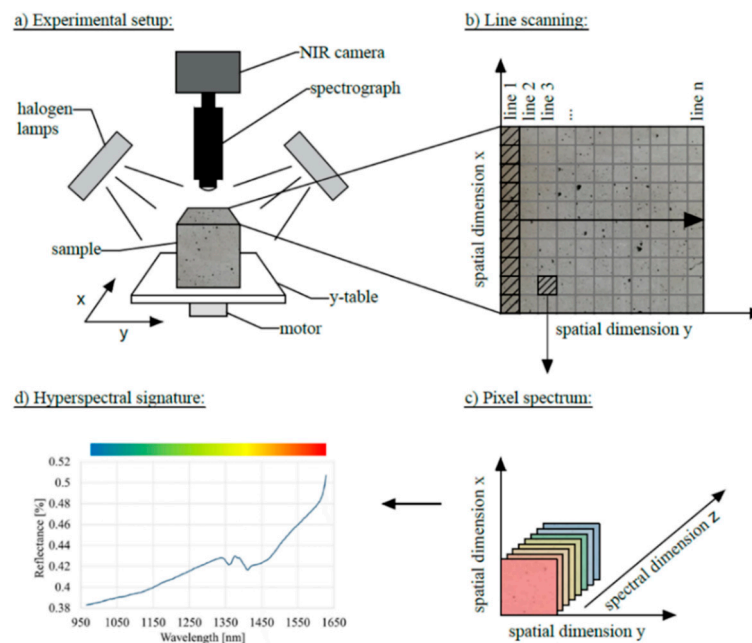 a) Experimental setup:
NIR camera
spectrograph
halogen
lamps
sample
x
y
y-table
motor
b) Line scanning:
line 1
line 2
line 3
...
line n
spatial dimension x
spatial dimension y
d) Hyperspectral signature:
0.52
0.5
0.48
0.46
0.44
0.42
0.4
0.38
Reflectance [%]
950
1050
1150
1250
1350
1450
1550
1650
Wavelength [nm]
c) Pixel spectrum:
spatial dimension x
spectral dimension z
spatial dimension y